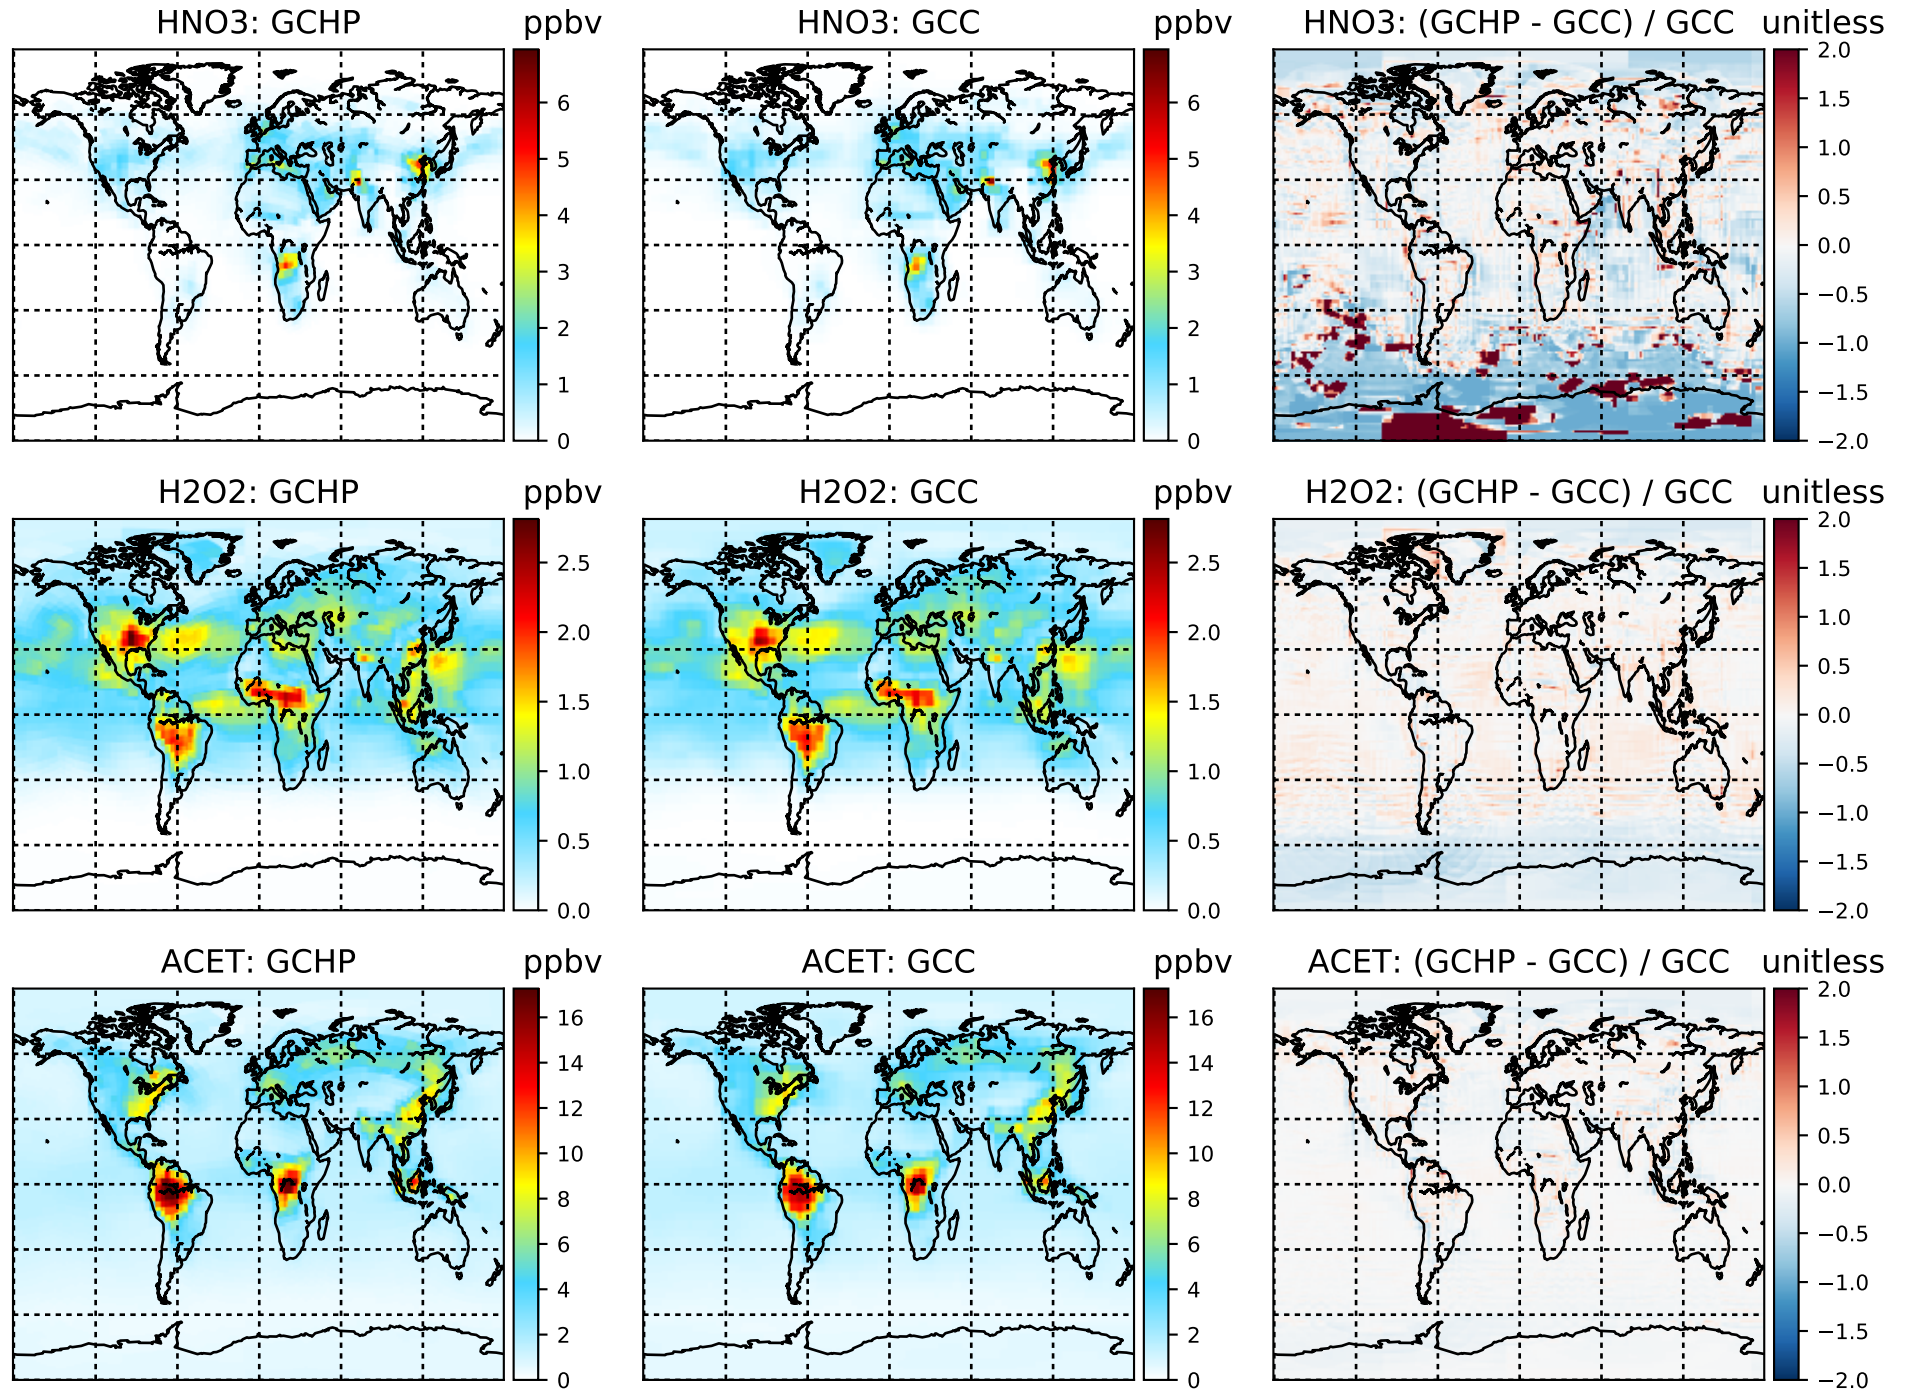 HNO3: GCHP ppbv HNO3: GCC ppbv HNO3: (GCHP - GCC) / GCC unitless
6 6 2.0
5 5 1.5
4 4 1.0
3 3 0.5
2 2 0.0
1 1 −0.5
0 0 −1.0
−1.5
−2.0
H2O2: GCHP ppbv H2O2: GCC ppbv H2O2: (GCHP - GCC) / GCC unitless
2.5 2.5 2.0
2.0 2.0 1.5
1.5 1.5 1.0
1.0 1.0 0.5
0.5 0.5 0.0
0.0 0.0 −0.5
−1.0
−1.5
−2.0
ACET: GCHP ppbv ACET: GCC ppbv ACET: (GCHP - GCC) / GCC unitless
16 16 2.0
14 14 1.5
12 12 1.0
10 10 0.5
8 8 0.0
6 6 −0.5
4 4 −1.0
2 2 −1.5
0 0 −2.0